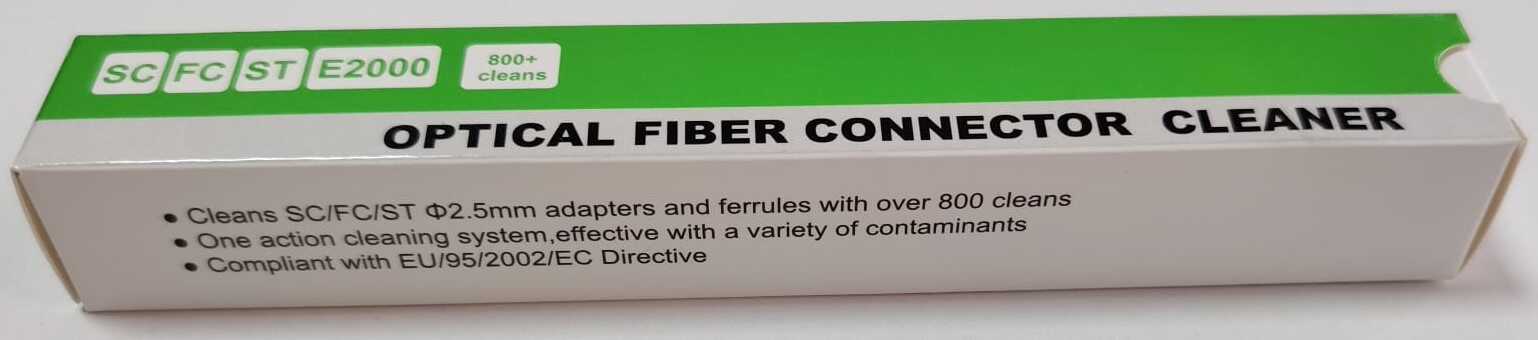 SC FC ST E2000 800+
cleans
OPTICAL FIBER CONNECTOR CLEANER
• Cleans SC/FC/ST Φ2.5mm adapters and ferrules with over 800 cleans
• One action cleaning system,effective with a variety of contaminants
• Compliant with EU/95/2002/EC Directive